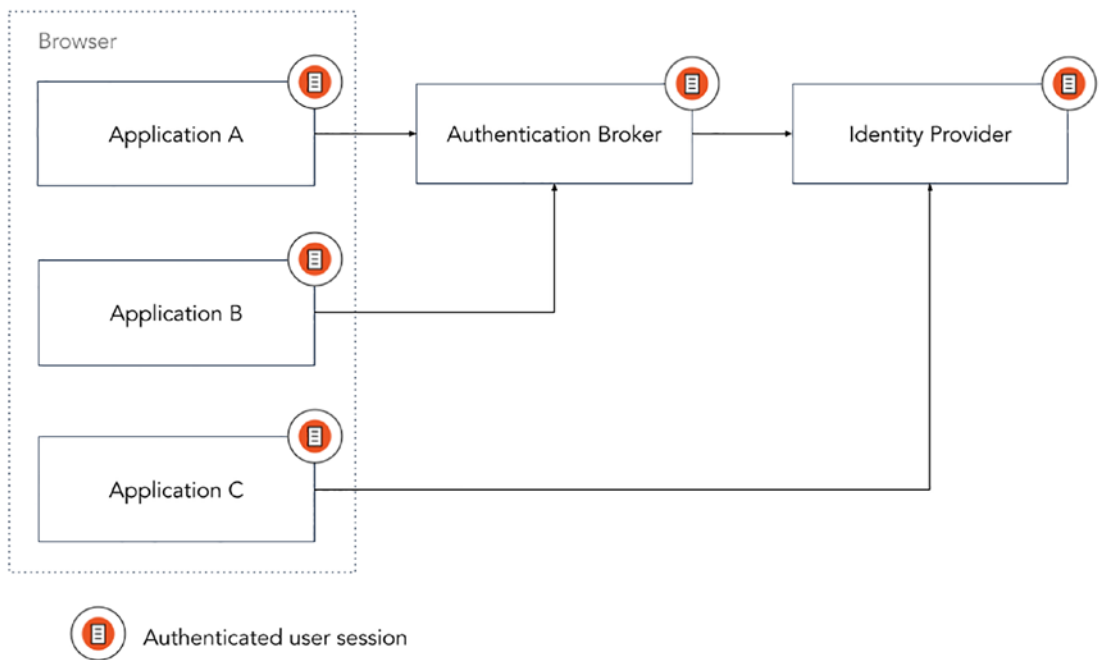 Browser
Application A
Authentication Broker
Identity Provider
Application B
Application C
Authenticated user session